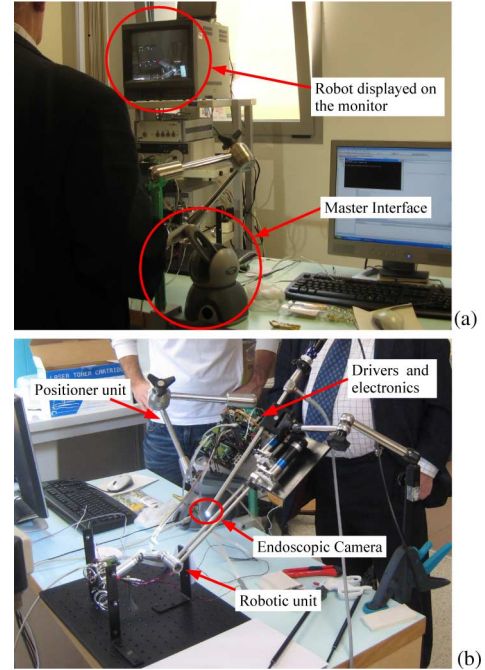 Robot displayed on
the monitor
Master Interface
(a)
LASER TONER CARTRIDGE
Positioner unit
Drivers and
electronics
Endoscopic Camera
Robotic unit
(b)